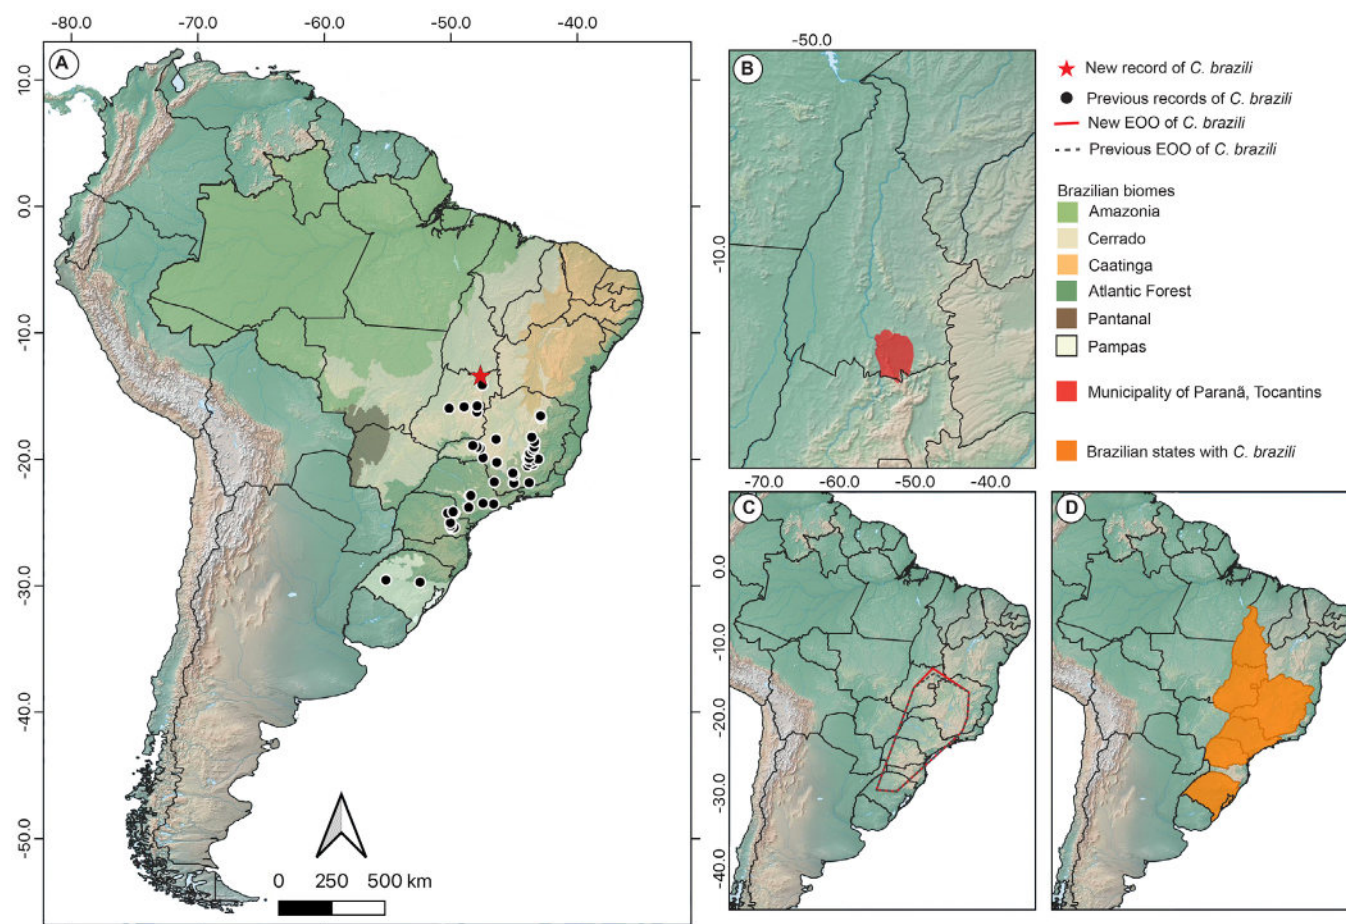 -80.0 -70.0 -60.0 -50.0 -40.0
A
10.0
0.0
-10.0
-20.0
-30.0
-40.0
-50.0
0 250 500 km
-50.0
B
-10.0
New record of C. brazili
Previous records of C. brazili
New EOO of C. brazili
Previous EOO of C. brazili
Brazilian biomes
Amazonia
Cerrado
Caatinga
Atlantic Forest
Pantanal
Pampas
Municipality of Paranã, Tocantins
Brazilian states with C. brazili
-70.0 -60.0 -50.0 -40.0
C
0.0
-10.0
-20.0
-30.0
-40.0
D